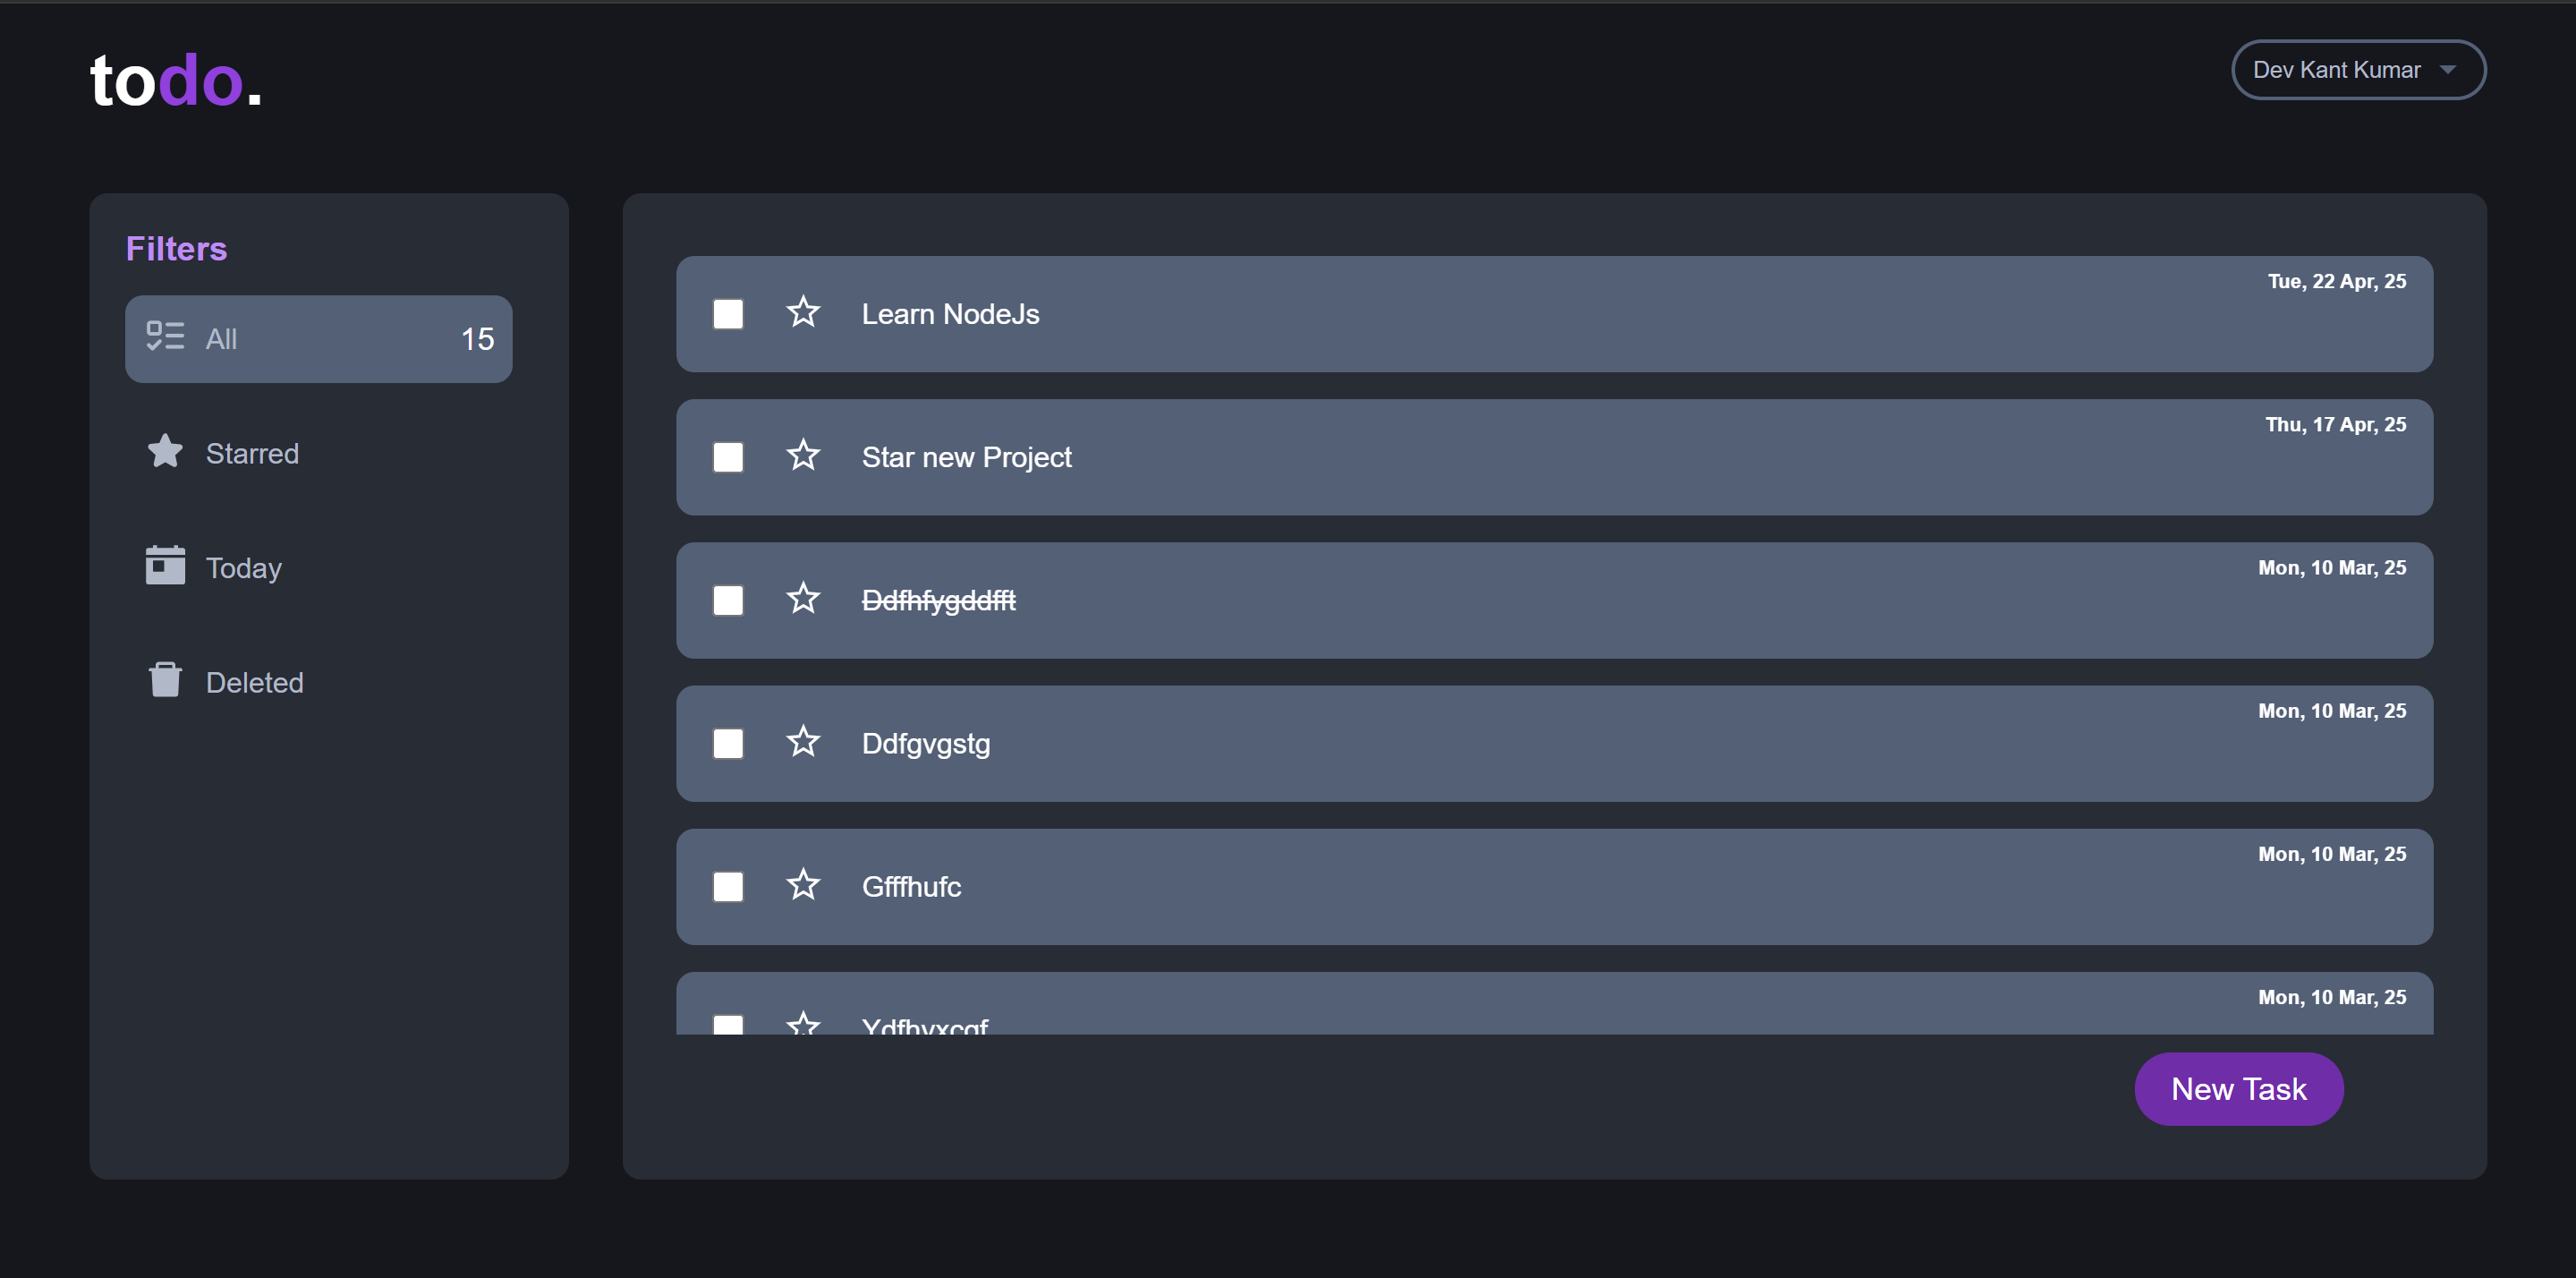 todo.
Dev Kant Kumar
Filters
All 15
Starred
Today
Deleted
Tue, 22 Apr, 25
Learn NodeJs
Thu, 17 Apr, 25
Star new Project
Mon, 10 Mar, 25
Ddfhfygddfft
Mon, 10 Mar, 25
Ddfgvgstg
Mon, 10 Mar, 25
Gfffhufc
Mon, 10 Mar, 25
New Task